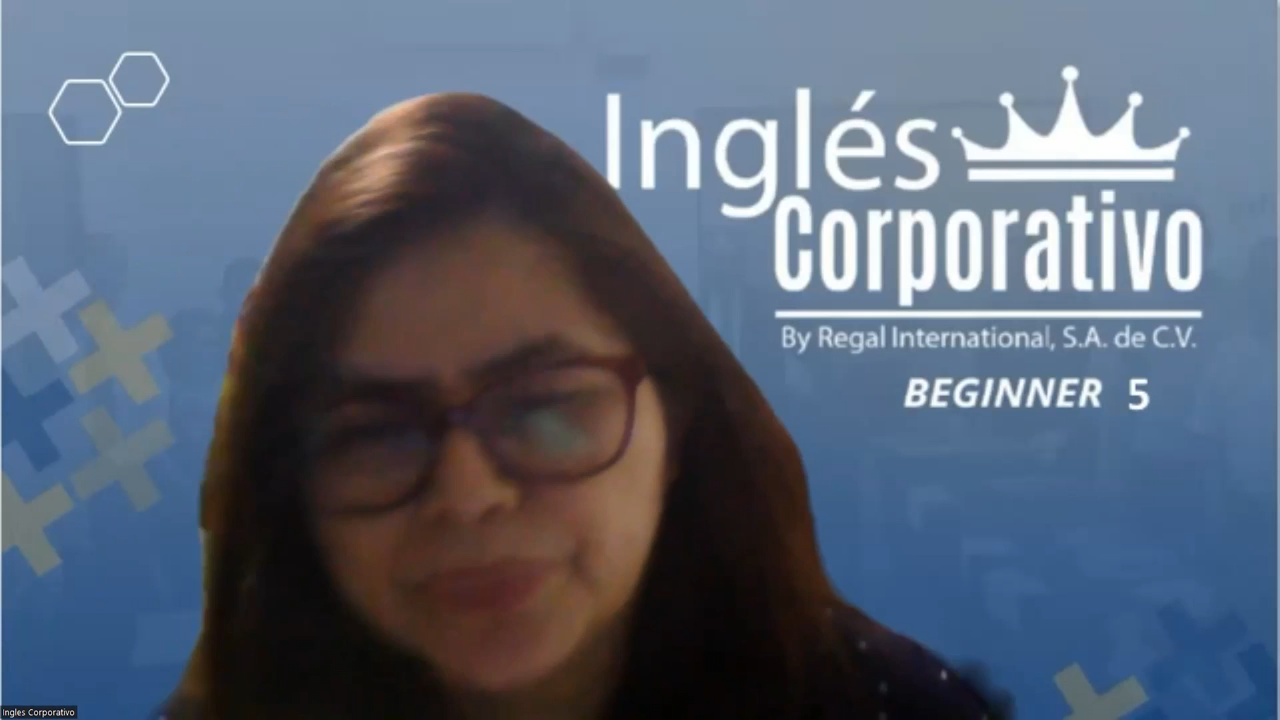 Inglés
Corporativo
By Regal International, S.A. de C.V.
BEGINNER 5
Ingles Corporativo